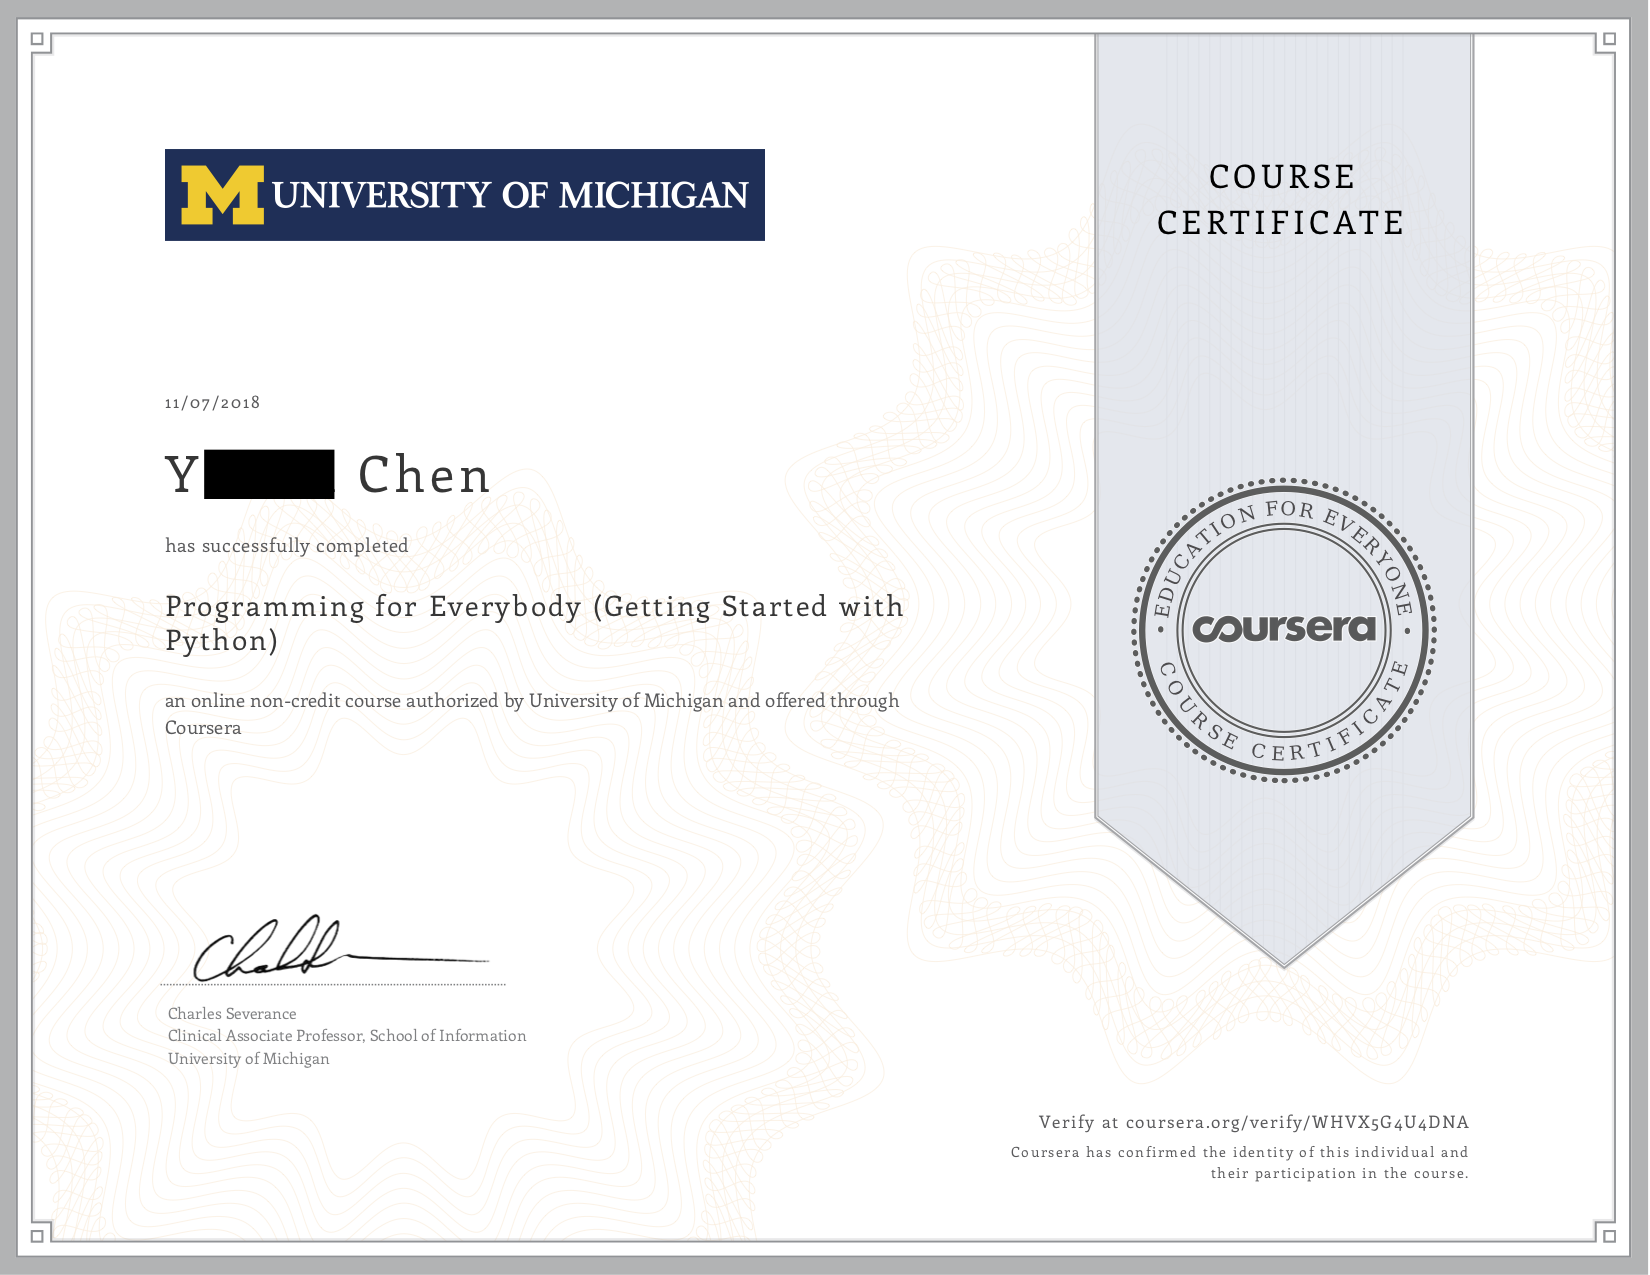 M UNIVERSITY OF MICHIGAN
COURSE
CERTIFICATE
11/07/2018
Y Chen
has successfully completed
Programming for Everybody (Getting Started with
Python)
an online non-credit course authorized by University of Michigan and offered through
Coursera
• EDUCATION FOR EVERYONE •
coursera
COURSE CERTIFICATE
Charles Severance
Clinical Associate Professor, School of Information
University of Michigan
Verify at coursera.org/verify/WHVX5G4U4DNA
Coursera has confirmed the identity of this individual and
their participation in the course.